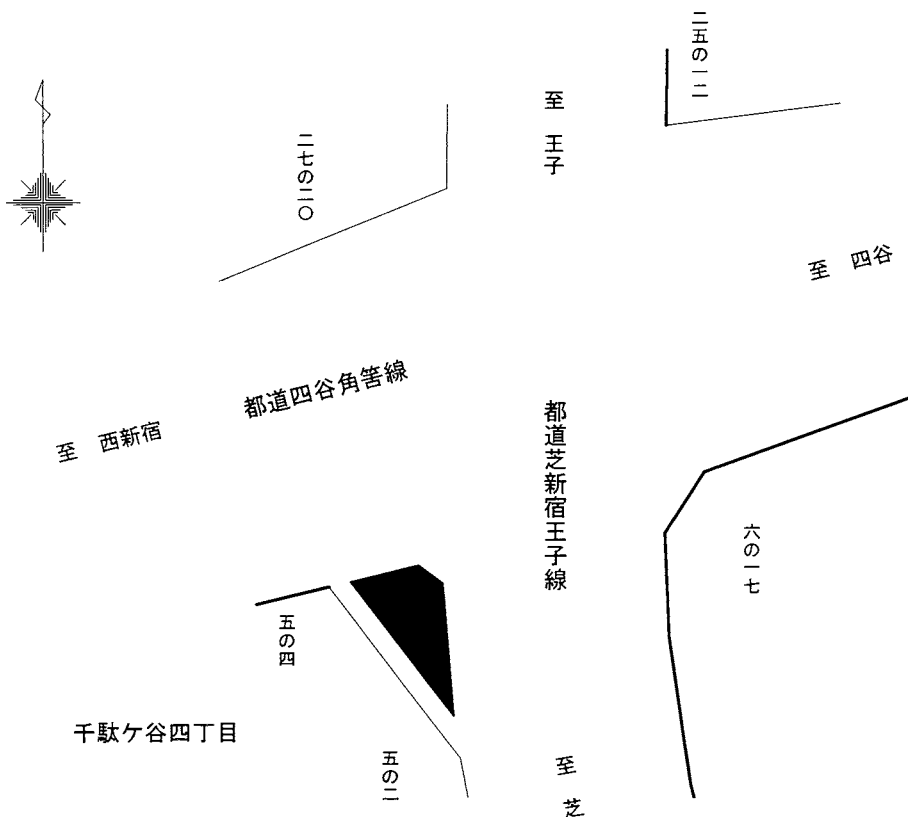 二五の一二
至 王子
二七の二〇
至 四谷
都道四谷角筈線
至 西新宿
都道芝新宿王子線
六の一七
五の四
千駄ケ谷四丁目
五の二
至 芝